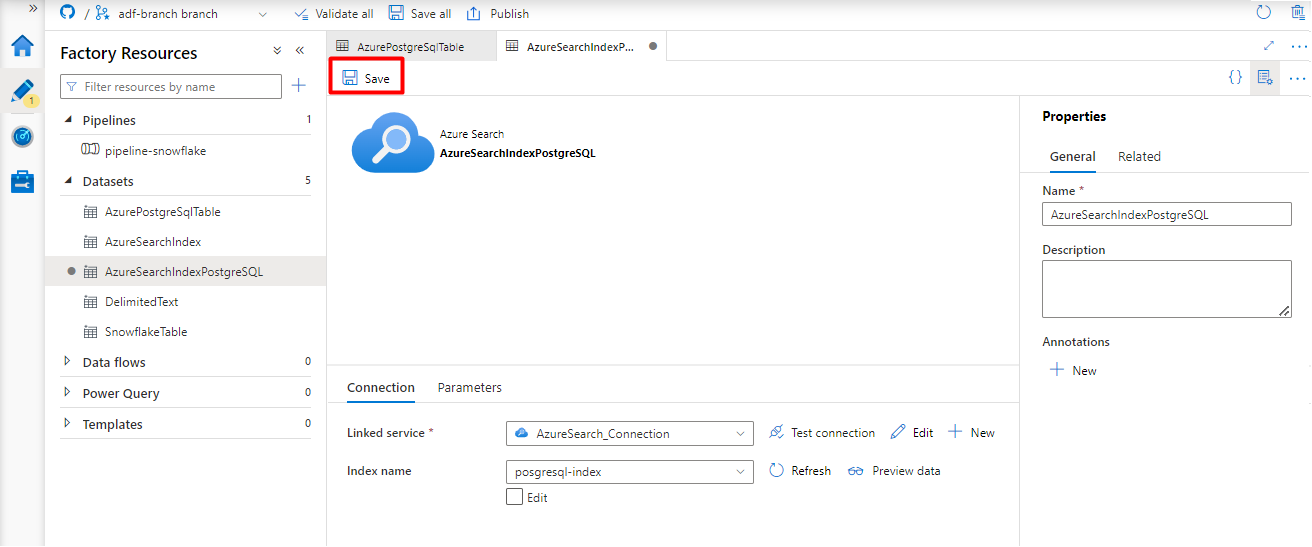 / adf-branch branch Validate all Save all Publish
Factory Resources
Filter resources by name
Pipelines 1
pipeline-snowflake
Datasets 5
AzurePostgreSqlTable
AzureSearchIndex
AzureSearchIndexPostgreSQL
DelimitedText
SnowflakeTable
Data flows 0
Power Query 0
Templates 0
1
AzurePostgreSqlTable AzureSearchIndexP...
Save
{}
Azure Search
AzureSearchIndexPostgreSQL
Connection Parameters
Linked service * AzureSearch_Connection Test connection Edit New
Index name posgresql-index Refresh Preview data
Edit
Properties
General Related
Name *
AzureSearchIndexPostgreSQL
Description
Annotations
New